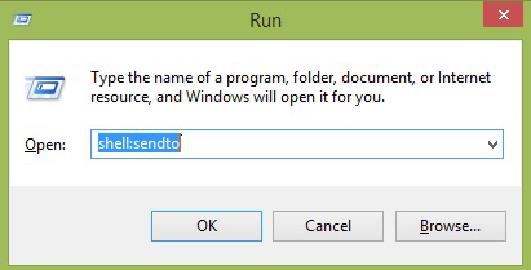 Run
Type the name of a program, folder, document, or Internet
resource, and Windows will open it for you.
Open:
shell:sendto
OK
Cancel
Browse...